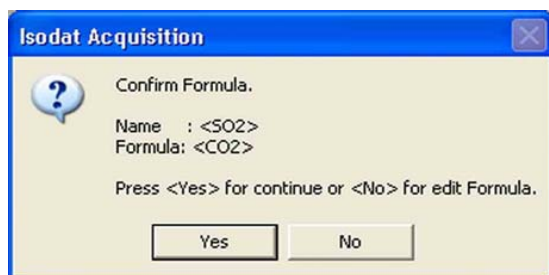 Isodat Acquisition
Confirm Formula.
Name : <SO2>
Formula: <CO2>
Press <Yes> for continue or <No> for edit Formula.
Yes
No